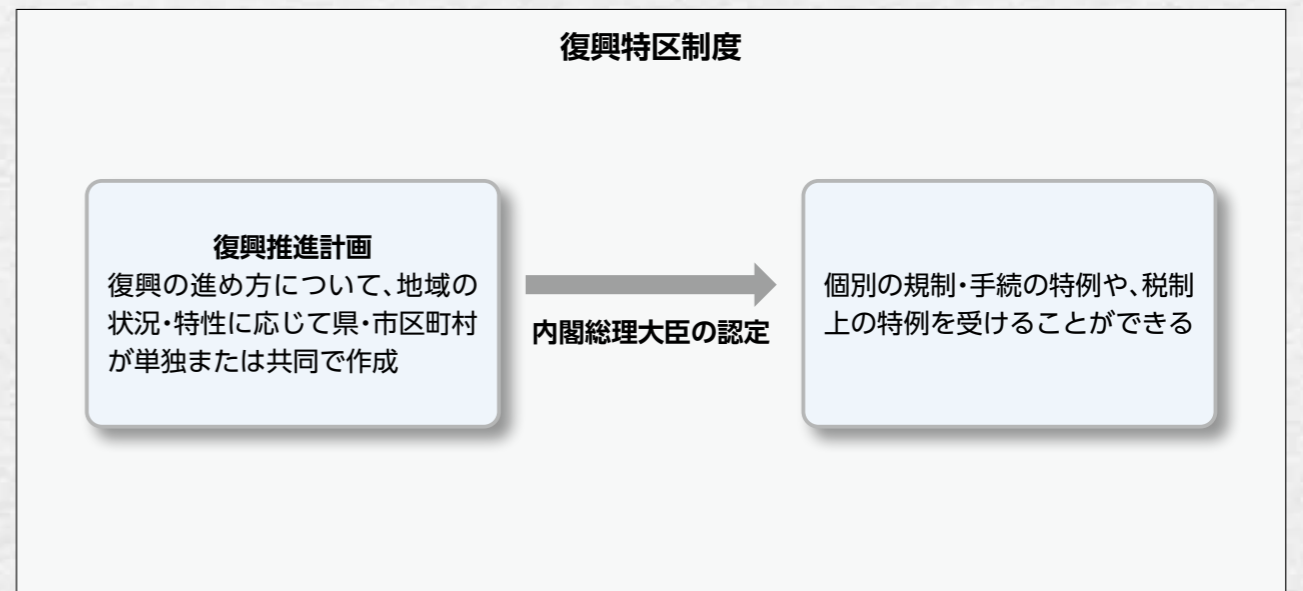 復興特区制度
復興推進計画
復興の進め方について、地域の
状況・特性に応じて県・市区町村
が単独または共同で作成
内閣総理大臣の認定
個別の規制・手続の特例や、税制
上の特例を受けることができる